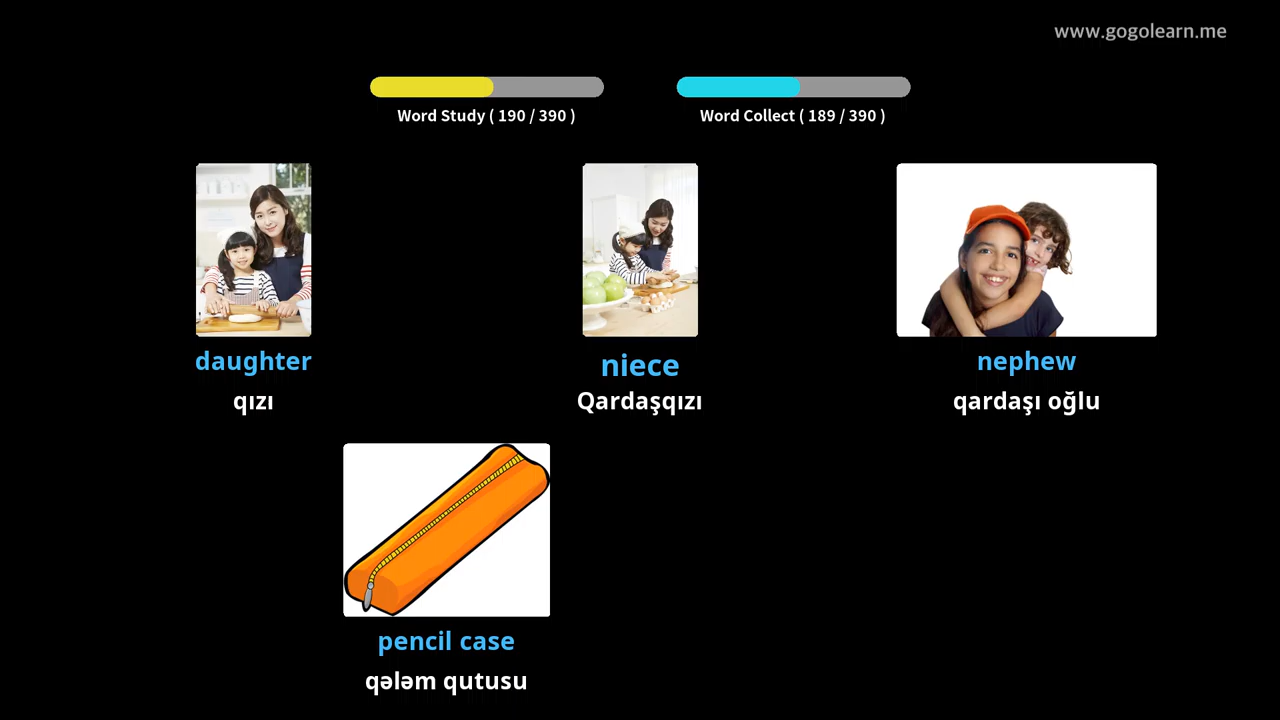 www.gogolearn.me
Word Study ( 190 / 390 )
Word Collect ( 189 / 390 )
daughter
qızı
niece
Qardaşqızı
nephew
qardaşı oğlu
pencil case
qələm qutusu